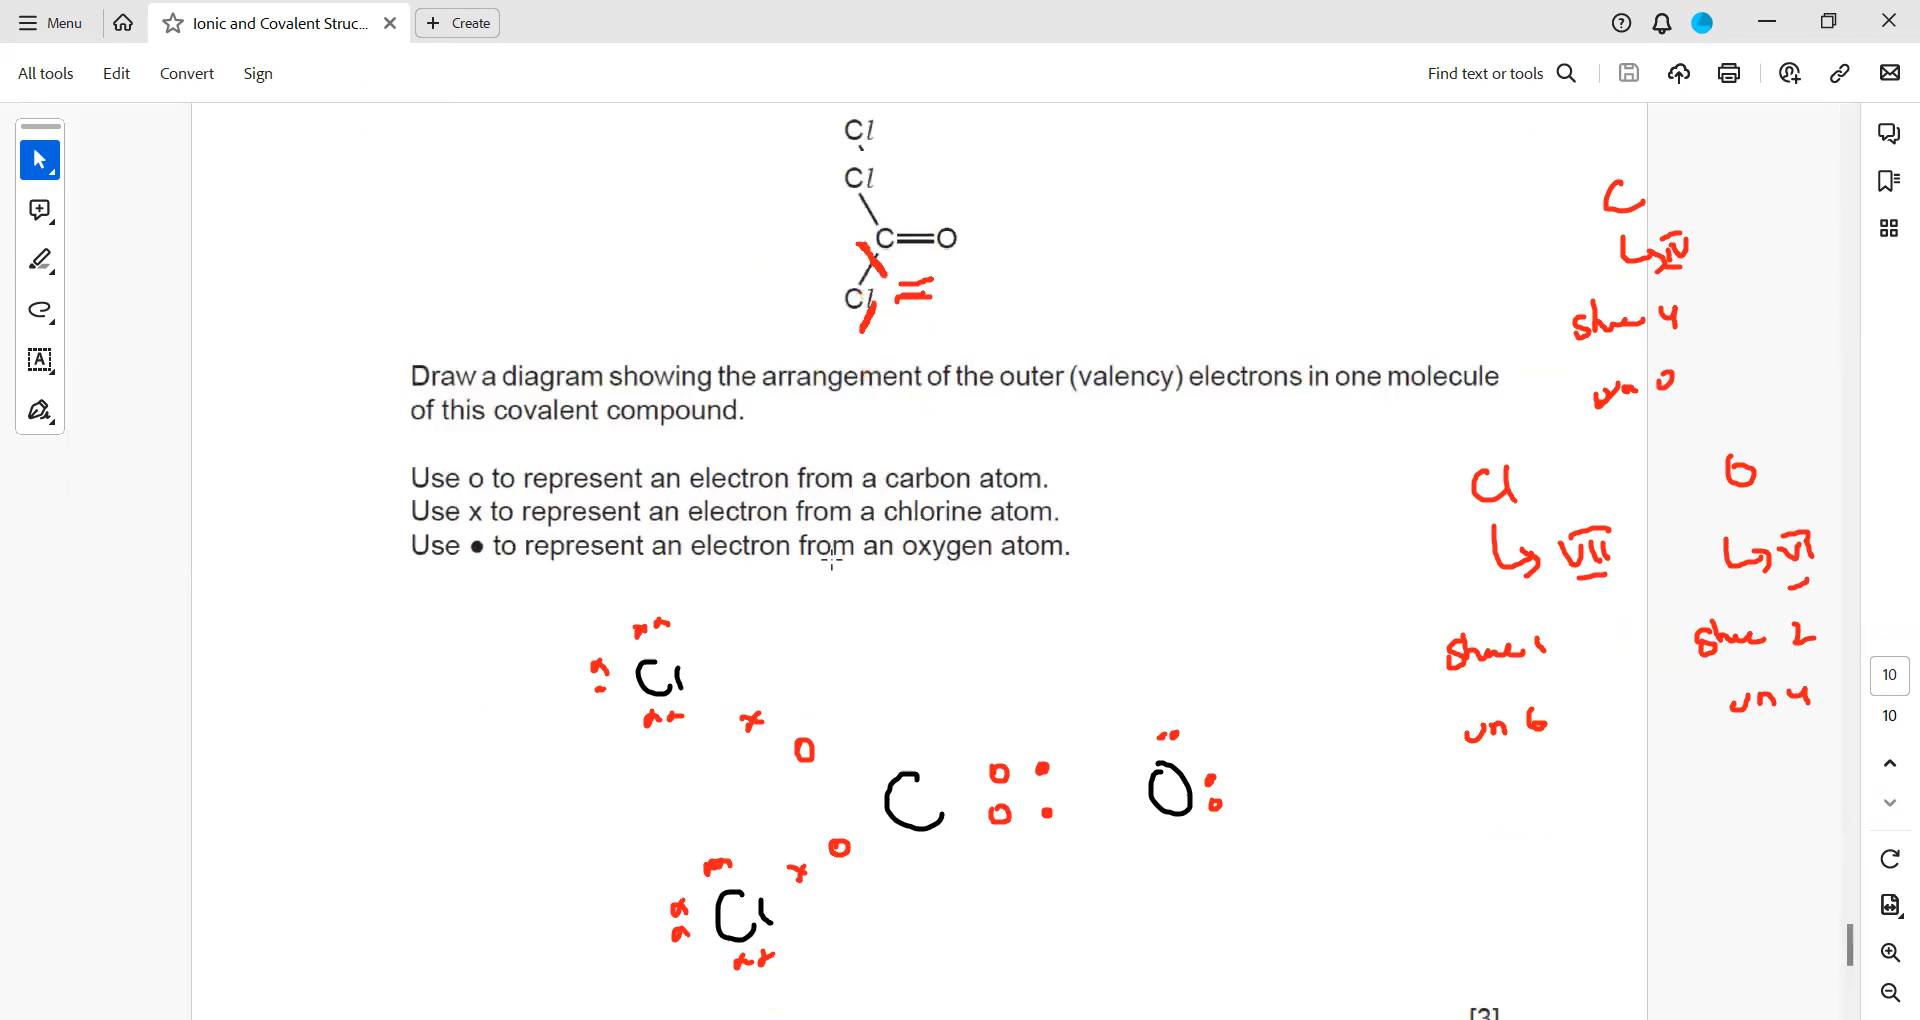 Menu
Ionic and Covalent Struc...
Create
All tools
Edit
Convert
Sign
Find text or tools
Cl
Cl
C=O
Cl
Draw a diagram showing the arrangement of the outer (valency) electrons in one molecule
of this covalent compound.
Use o to represent an electron from a carbon atom.
Use x to represent an electron from a chlorine atom.
Use ● to represent an electron from an oxygen atom.
C
IV
4
un 0
Cl
VII
share 1
un 6
O
VI
share 2
un 4
Cl
C
O
Cl
[3]
10
10